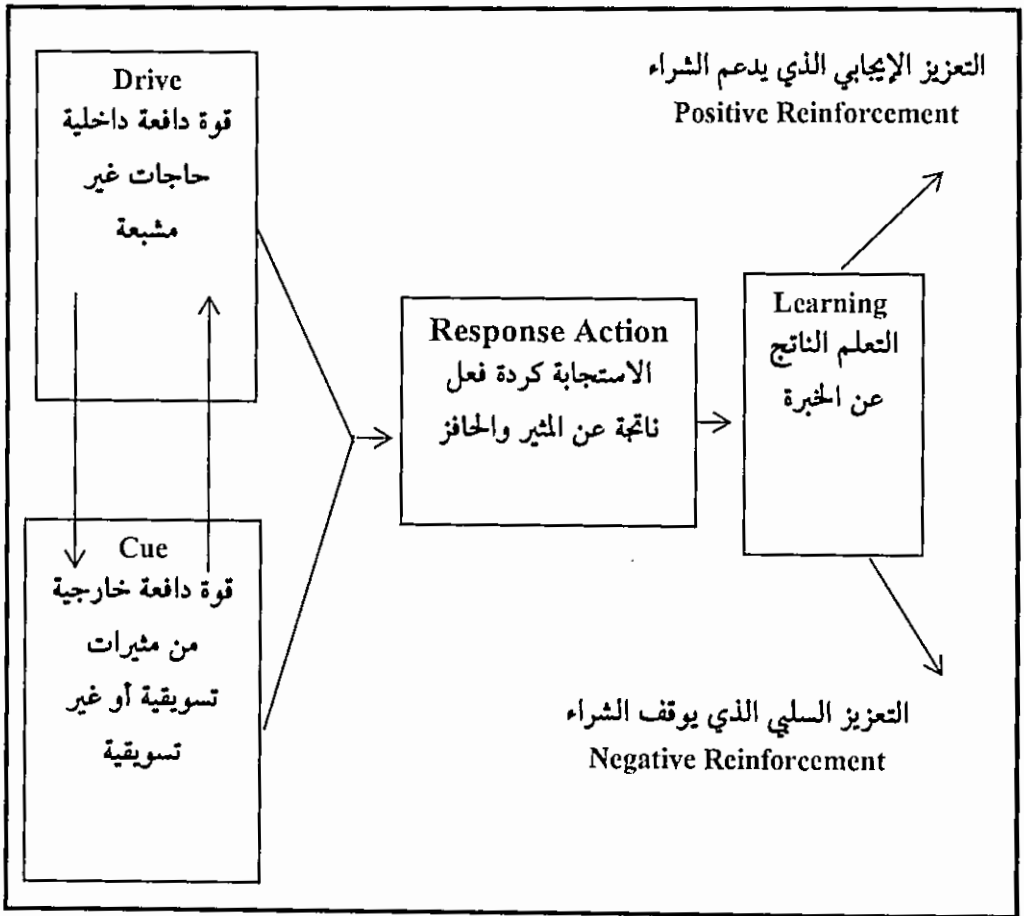 Drive
قوة دافعة داخلية
حاجات غير
مشبعة
Cue
قوة دافعة خارجية
من مثيرات
تسويقية أو غير
تسويقية
Response Action
الاستجابة كردة فعل
ناتجة عن المثير والحافز
Learning
التعلم الناتج
عن الخبرة
التعزيز الإيجابي الذي يدعم الشراء
Positive Reinforcement
التعزيز السلبي الذي يوقف الشراء
Negative Reinforcement